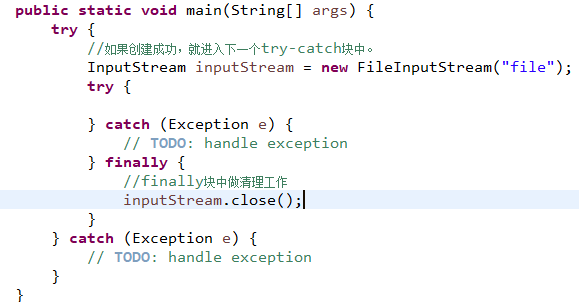 public static void main(String[] args) {
try {
//如果创建成功，就进入下一个try-catch块中。
InputStream inputStream = new FileInputStream("file");
try {
} catch (Exception e) {
// TODO: handle exception
} finally {
//finally块中做清理工作
inputStream.close();
}
} catch (Exception e) {
// TODO: handle exception
}
}